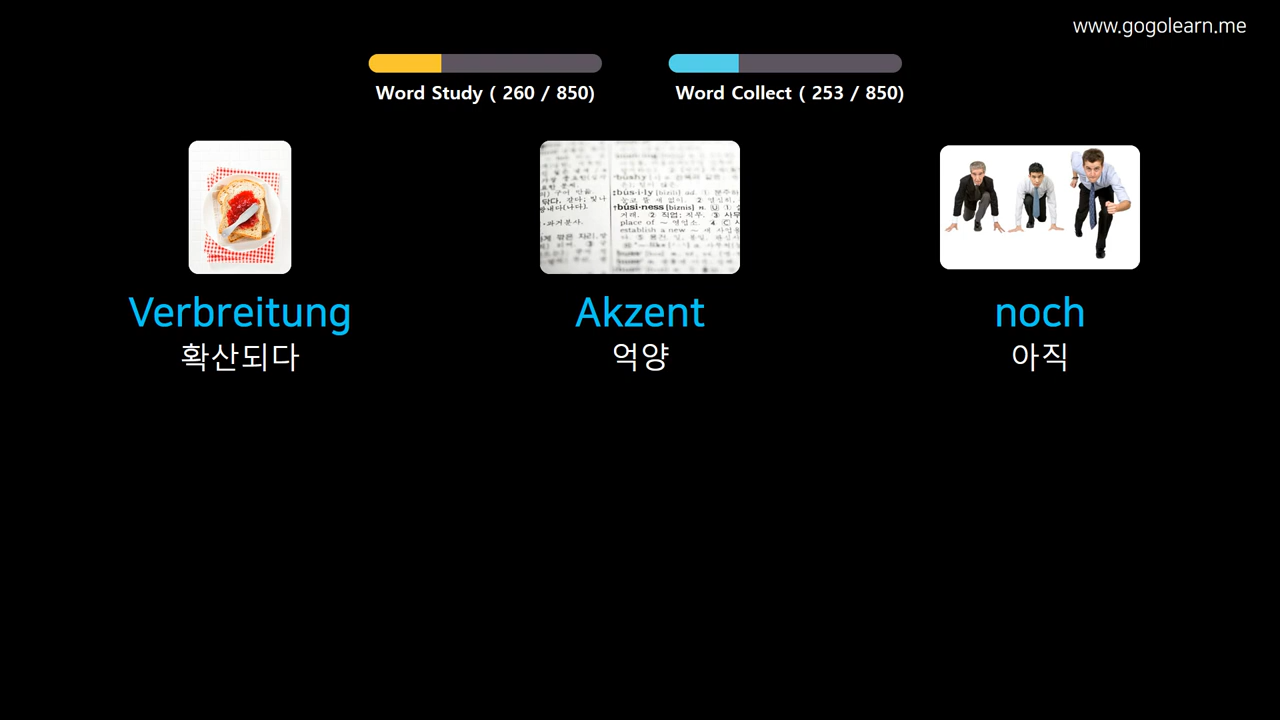 www.gogolearn.me
Word Study ( 260 / 850)
Word Collect ( 253 / 850)
Verbreitung
확산되다
Akzent
억양
noch
아직